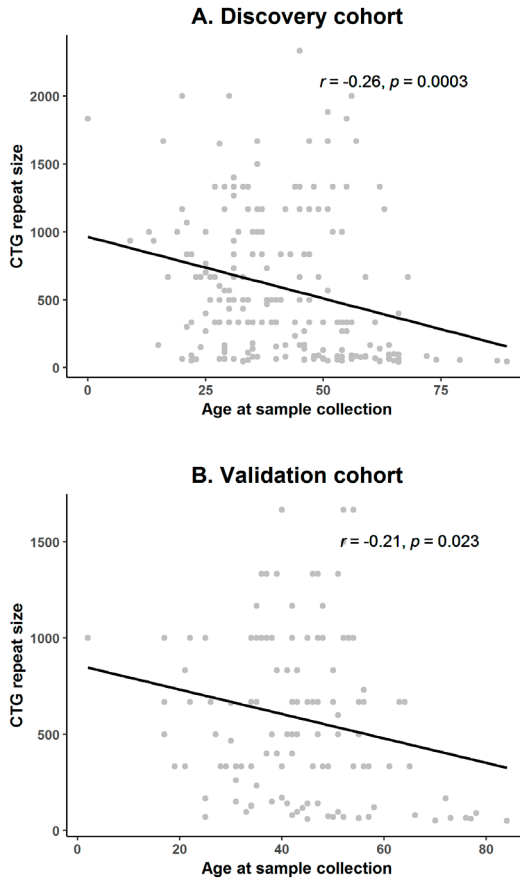 A. Discovery cohort
r = -0.26, p = 0.0003
CTG repeat size
2000
1500
1000
500
0
0 25 50 75
Age at sample collection
B. Validation cohort
r = -0.21, p = 0.023
CTG repeat size
1500
1000
500
0
0 20 40 60 80
Age at sample collection